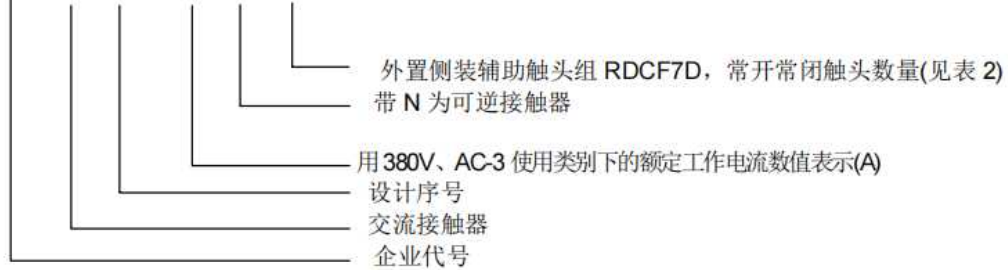 外置侧装辅助触头组 RDCF7D，常开常闭触头数量(见表 2)
带 N 为可逆接触器
用380V、AC-3 使用类别下的额定工作电流数值表示(A)
设计序号
交流接触器
企业代号